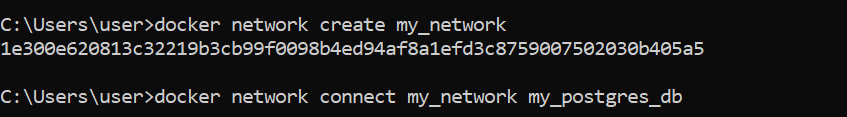 C:\Users\user>docker network create my_network
1e300e620813c32219b3cb99f0098b4ed94af8a1efd3c8759007502030b405a5
C:\Users\user>docker network connect my_network my_postgres_db